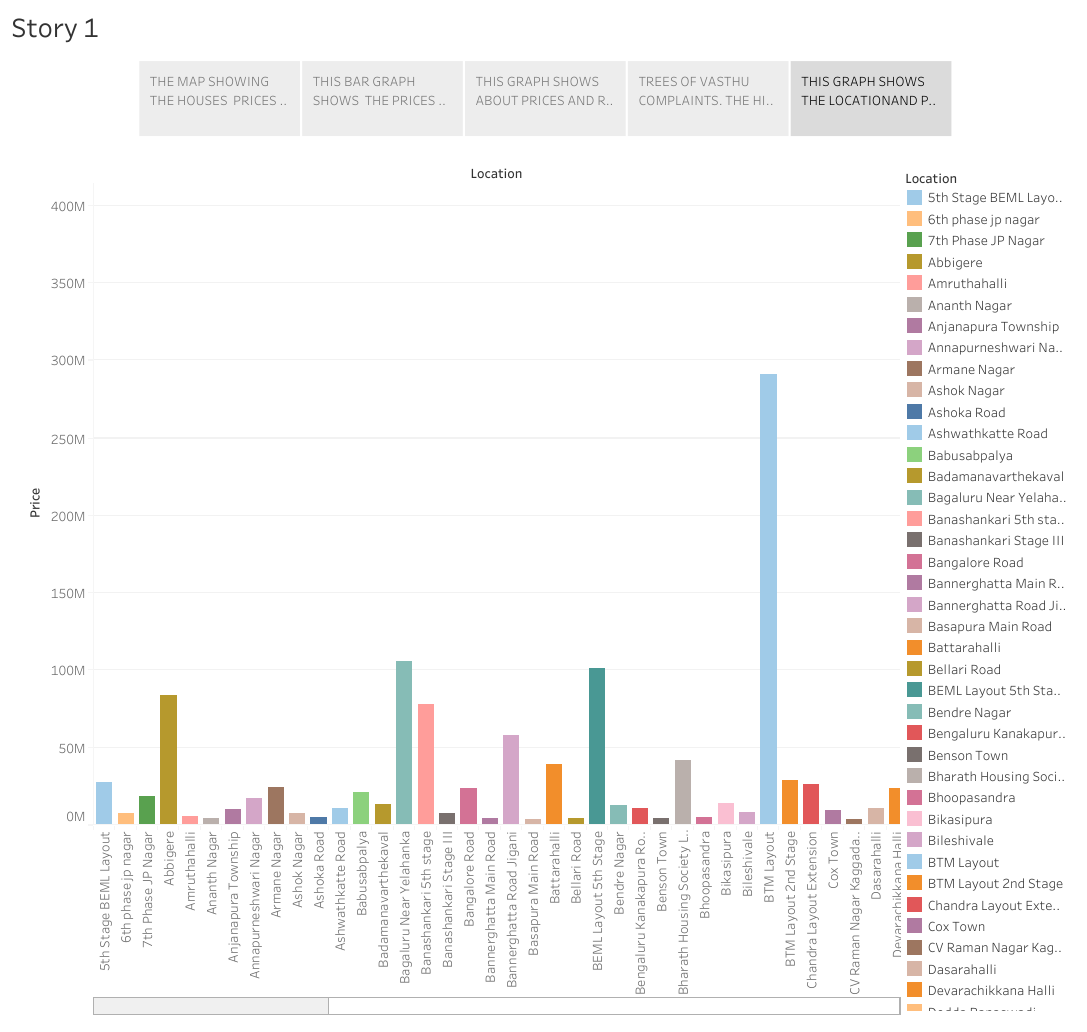 Story 1
THE MAP SHOWING
THE HOUSES PRICES ..
THIS BAR GRAPH
SHOWS THE PRICES ..
THIS GRAPH SHOWS
ABOUT PRICES AND R..
TREES OF VASTHU
COMPLAINTS. THE HI..
THIS GRAPH SHOWS
THE LOCATIONAND P..
Location
400M
350M
300M
250M
200M
150M
100M
50M
0M
Price
5th Stage BEML Layout
6th phase jp nagar
7th Phase JP Nagar
Abbigere
Amruthahalli
Ananth Nagar
Anjanapura Township
Annapurneshwari Nagar
Armane Nagar
Ashok Nagar
Ashoka Road
Ashwathkatte Road
Babusabpalya
Badamanavarthekaval
Bagaluru Near Yelahanka
Banashankari 5th stage
Banashankari Stage III
Bangalore Road
Bannerghatta Main Road
Bannerghatta Road Jigani
Basapura Main Road
Battarahalli
Bellari Road
BEML Layout 5th Stage
Bendre Nagar
Bengaluru Kanakapura Ro..
Benson Town
Bharath Housing Society L..
Bhoopasandra
Bikasipura
Bileshivale
BTM Layout
BTM Layout 2nd Stage
Chandra Layout Extension
Cox Town
CV Raman Nagar Kaggada..
Dasarahalli
Devarachikkana Halli
Location
5th Stage BEML Layo..
6th phase jp nagar
7th Phase JP Nagar
Abbigere
Amruthahalli
Ananth Nagar
Anjanapura Township
Annapurneshwari Na..
Armane Nagar
Ashok Nagar
Ashoka Road
Ashwathkatte Road
Babusabpalya
Badamanavarthekaval
Bagaluru Near Yelaha..
Banashankari 5th sta..
Banashankari Stage III
Bangalore Road
Bannerghatta Main R..
Bannerghatta Road Ji..
Basapura Main Road
Battarahalli
Bellari Road
BEML Layout 5th Sta..
Bendre Nagar
Bengaluru Kanakapur..
Benson Town
Bharath Housing Soci..
Bhoopasandra
Bikasipura
Bileshivale
BTM Layout
BTM Layout 2nd Stage
Chandra Layout Exte..
Cox Town
CV Raman Nagar Kag..
Dasarahalli
Devarachikkana Halli